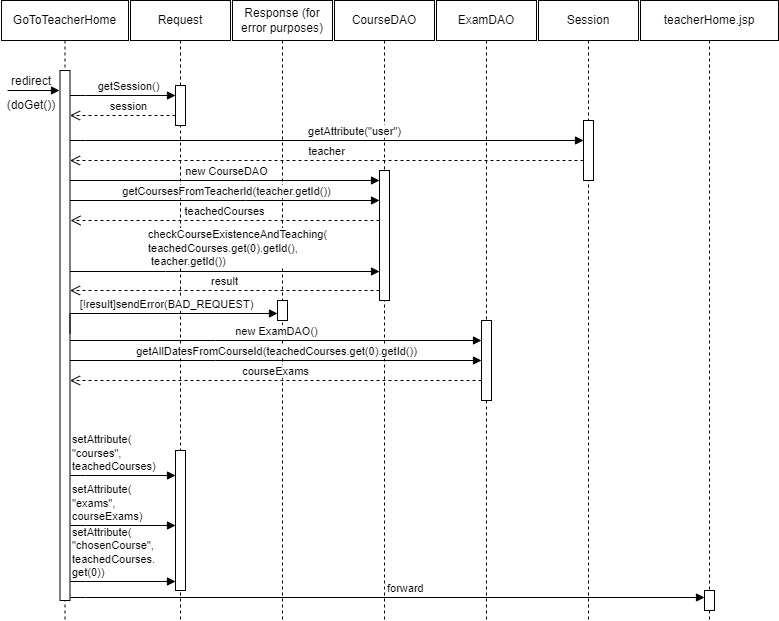 GoToTeacherHome
Request
Response (for
error purposes)
CourseDAO
ExamDAO
Session
teacherHome.jsp
redirect
(doGet())
getSession()
session
getAttribute("user")
teacher
new CourseDAO
getCoursesFromTeacherId(teacher.getId())
teachedCourses
checkCourseExistenceAndTeaching(
teachedCourses.get(0).getId(),
teacher.getId())
result
[!result]sendError(BAD_REQUEST)
new ExamDAO()
getAllDatesFromCourseId(teachedCourses.get(0).getId())
courseExams
setAttribute(
"courses",
teachedCourses)
setAttribute(
"exams",
courseExams)
setAttribute(
"chosenCourse",
teachedCourses.
get(0))
forward